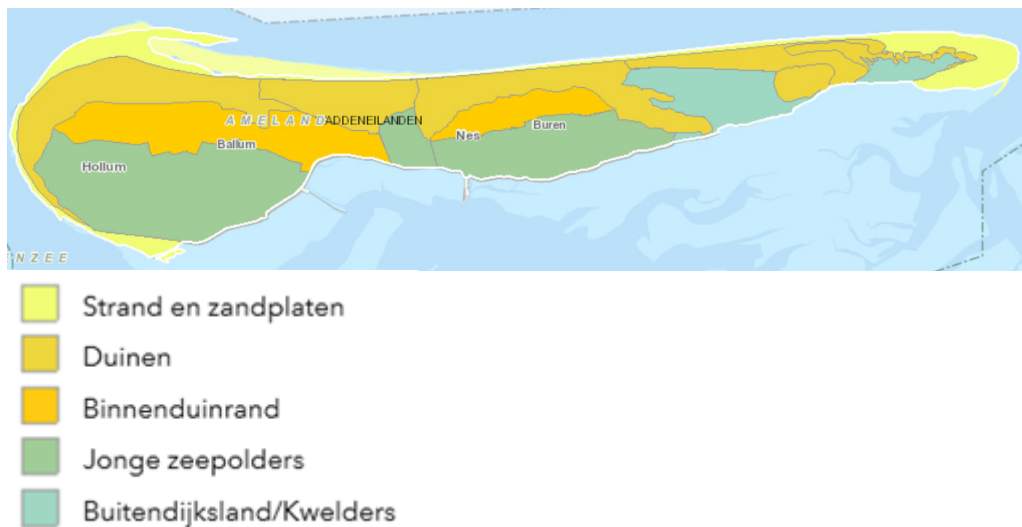 AMELAND
ADDENEILANDEN
Nes
Buren
Ballum
Hollum
NZEE
Strand en zandplaten
Duinen
Binnenduinrand
Jonge zeepolders
Buitendijksland/Kwelders